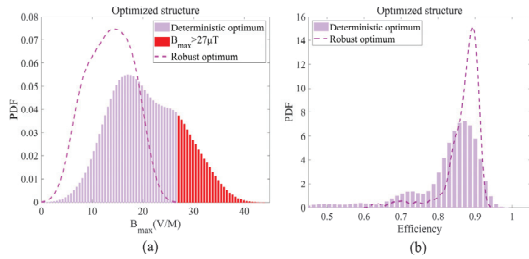 Optimized structure
(a)
0.08
0.07
0.06
0.05
0.04
0.03
0.02
0.01
0
PDF
Deterministic optimum
Bmax>27μT
Robust optimum
0 10 20 30 40
Bmax(V/M)
(a)
Optimized structure
(b)
16
14
12
10
8
6
4
2
0
PDF
Deterministic optimum
Robust optimum
0.5 0.6 0.7 0.8 0.9 1
Efficiency
(b)